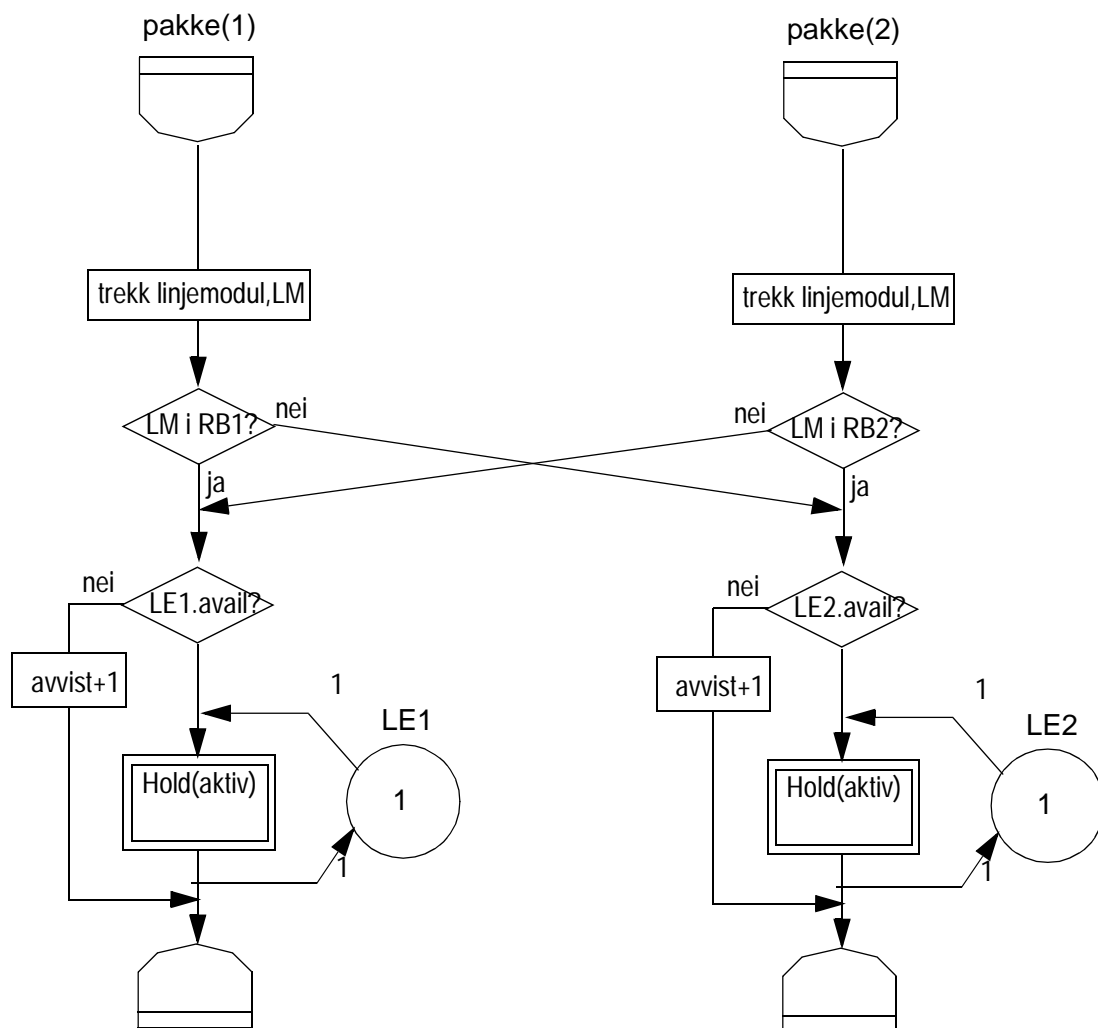 pakke(1)
trekk linjemodul,LM
LM i RB1?
nei
ja
nei
LE1.avail?
avvist+1
1
LE1
Hold(aktiv)
1
1
pakke(2)
trekk linjemodul,LM
nei
LM i RB2?
ja
nei
LE2.avail?
avvist+1
1
LE2
Hold(aktiv)
1
1